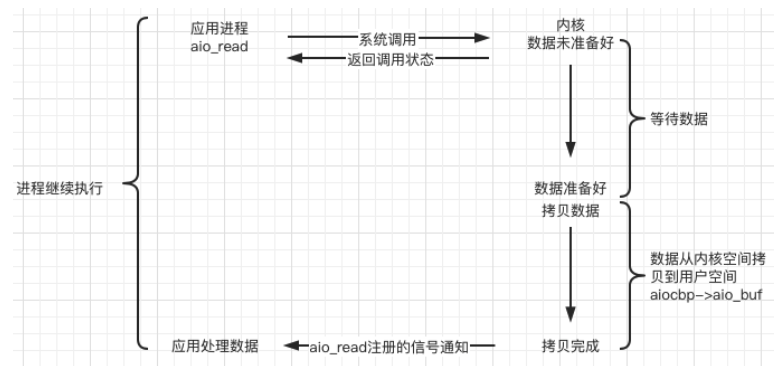 应用进程
aio_read
系统调用
返回调用状态
内核
数据未准备好
等待数据
进程继续执行
数据准备好
拷贝数据
数据从内核空间拷
贝到用户空间
aiocbp->aio_buf
应用处理数据
aio_read注册的信号通知
拷贝完成